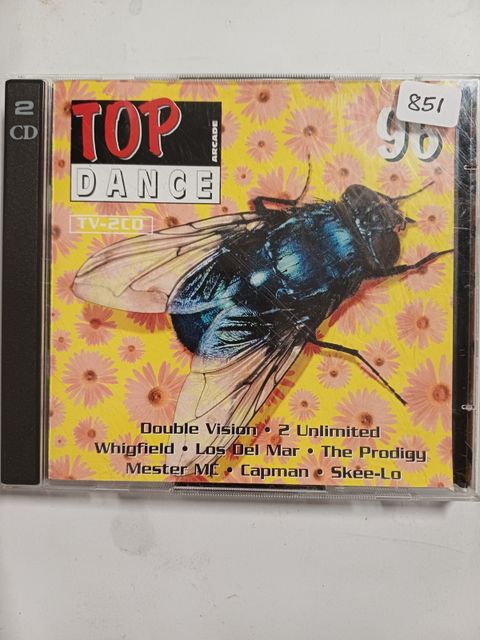 2
CD
TOP
ARCADE
DANCE
TV-2CD
851
96
Double Vision • 2 Unlimited
Whigfield • Los Del Mar • The Prodigy
Mester MC • Capman • Skee-Lo